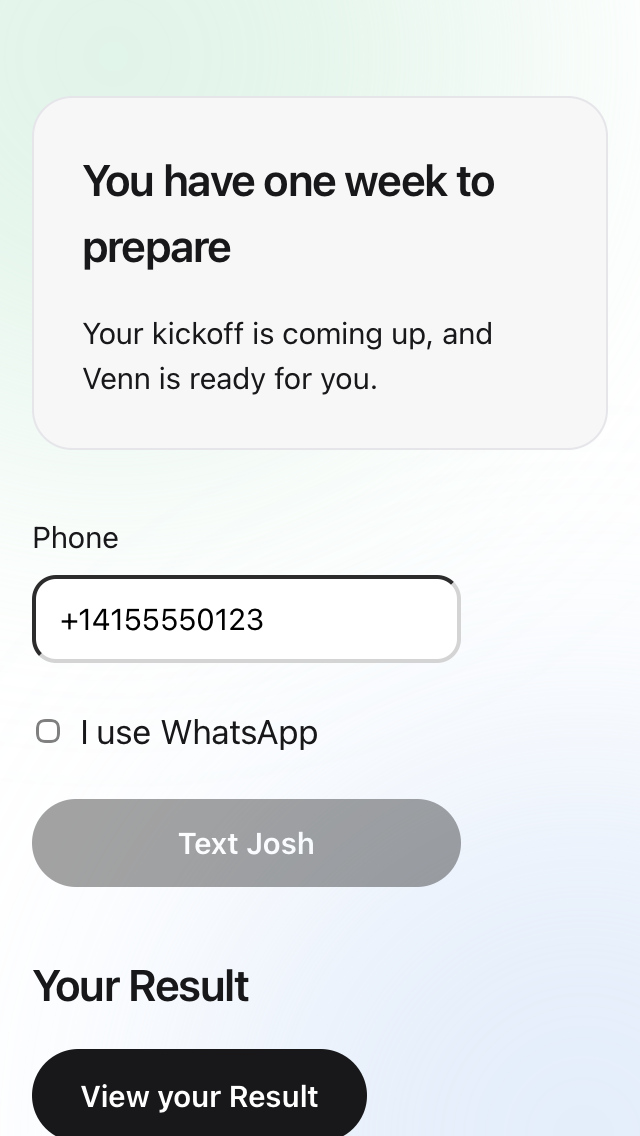 You have one week to
prepare
Your kickoff is coming up, and
Venn is ready for you.
Phone
+14155550123
I use WhatsApp
Text Josh
Your Result
View your Result